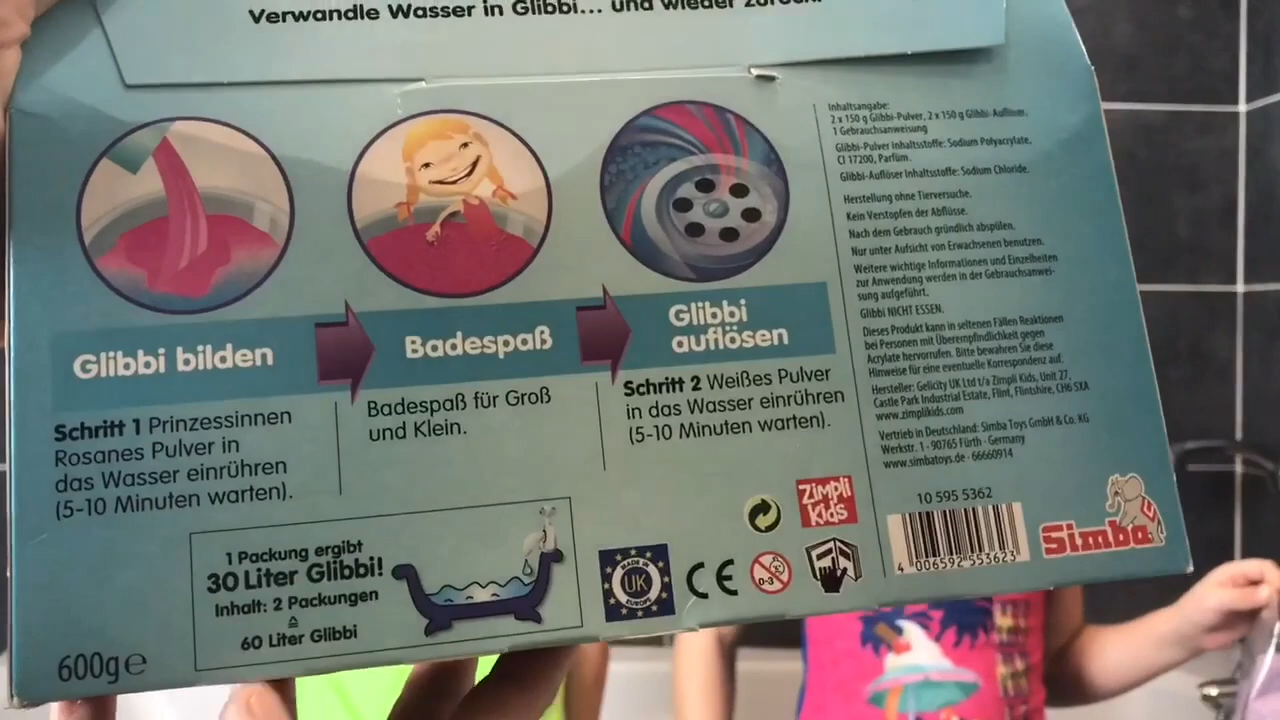 Verwandle Wasser in Glibbi... und wieder zurück.
Glibbi bilden
Schritt 1 Prinzessinnen
Rosanes Pulver in
das Wasser einrühren
(5-10 Minuten warten).
Badespaß
Badespaß für Groß
und Klein.
Glibbi
auflösen
Schritt 2 Weißes Pulver
in das Wasser einrühren
(5-10 Minuten warten).
1 Packung ergibt
30 Liter Glibbi!
Inhalt: 2 Packungen
≙
60 Liter Glibbi
600g℮
MADE IN
UK
EUROPE
CE
0-3
Zimpli
Kids
Inhaltsangabe:
2 x 150 g Glibbi-Pulver, 2 x 150 g Glibbi-Auflöser,
1 Gebrauchsanweisung
Glibbi-Pulver Inhaltsstoffe: Sodium Polyacrylate,
CI 17200, Parfüm.
Glibbi-Auflöser Inhaltsstoffe: Sodium Chloride.
Herstellung ohne Tierversuche.
Kein Verstopfen der Abflüsse.
Nach dem Gebrauch gründlich abspülen.
Nur unter Aufsicht von Erwachsenen benutzen.
Weitere wichtige Informationen und Einzelheiten
zur Anwendung werden in der Gebrauchsanwei-
sung aufgeführt.
Glibbi NICHT ESSEN.
Dieses Produkt kann in seltenen Fällen Reaktionen
bei Personen mit Überempfindlichkeit gegen
Acrylate hervorrufen. Bitte bewahren Sie diese
Hinweise für eine eventuelle Korrespondenz auf.
Hersteller: Gelicity UK Ltd t/a Zimpli Kids, Unit 27,
Castle Park Industrial Estate, Flint, Flintshire, CH6 5XA
www.zimplikids.com
Vertrieb in Deutschland: Simba Toys GmbH & Co. KG
Werkstr. 1 · 90765 Fürth · Germany
www.simbatoys.de · 66660914
10 595 5362
4 006592 553623
Simba